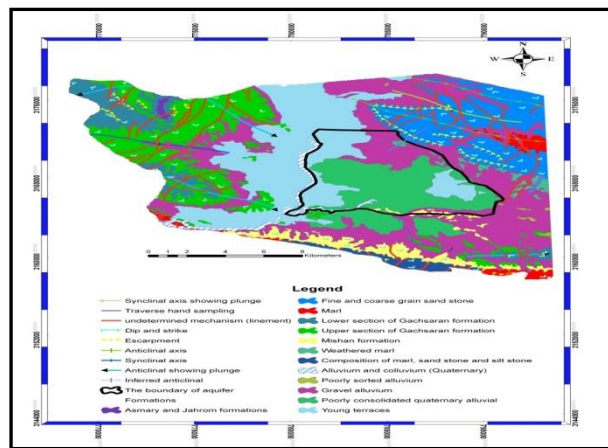 N
W E
S
0 1 2 4 6 8
Kilometers
Legend
Synclinal axis showing plunge
Traverse hand sampling
undetermined mechanism (linement)
Dip and strike
Escarpment
Anticlinal axis
Synclinal axis
Anticlinal showing plunge
Inferred anticlinal
The boundary of aquifer
Formations
Asmary and Jahrom formations
Fine and coarse grain sand stone
Marl
Lower section of Gachsaran formation
Upper section of Gachsaran formation
Mishan formation
Weathered marl
Composition of marl, sand stone and silt stone
Alluvium and colluvium (Quaternary)
Poorly sorted alluvium
Gravel alluvium
Poorly consolidated quaternary alluvial
Young terraces